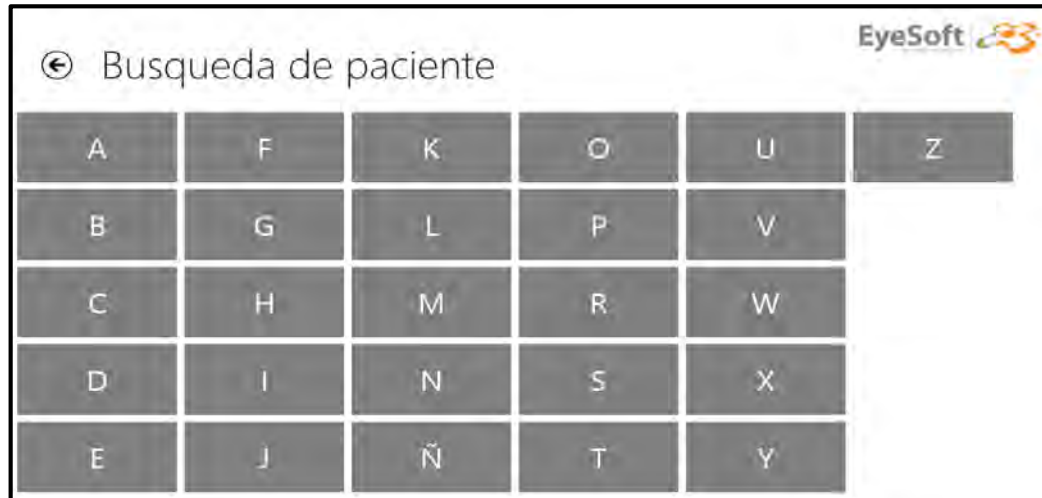 EyeSoft
Busqueda de paciente
A F K O U Z
B G L P V
C H M R W
D I N S X
E J Ñ T Y